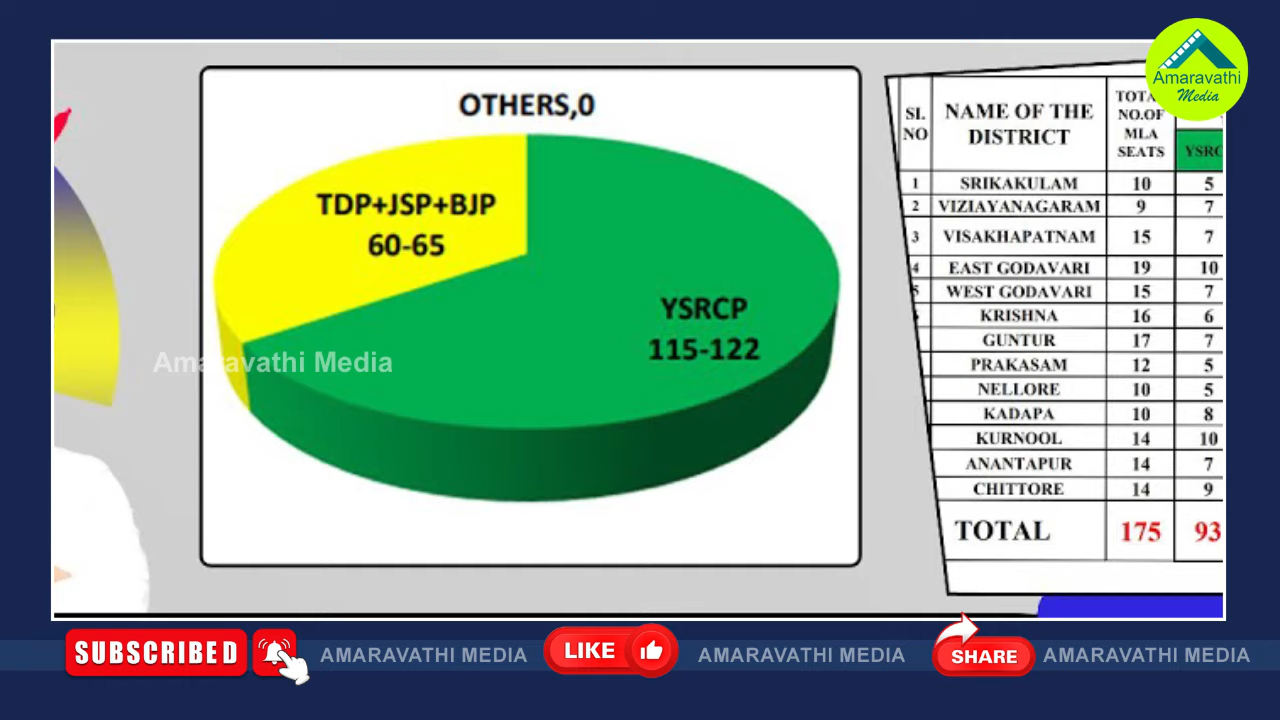 OTHERS,0
TDP+JSP+BJP
60-65
YSRCP
115-122
Amaravathi Media
Amaravathi
Media
SL NO NAME OF THE DISTRICT NO.OF MLA SEATS
1 SRIKAKULAM 10 5
2 VIZIAYANAGARAM 9 7
3 VISAKHAPATNAM 15 7
4 EAST GODAVARI 19 10
5 WEST GODAVARI 15 7
KRISHNA 16 6
GUNTUR 17 7
PRAKASAM 12 5
NELLORE 10 5
KADAPA 10 8
KURNOOL 14 10
ANANTAPUR 14 7
CHITTORE 14 9
TOTAL 175 93
SUBSCRIBED AMARAVATHI MEDIA LIKE AMARAVATHI MEDIA SHARE AMARAVATHI MEDIA